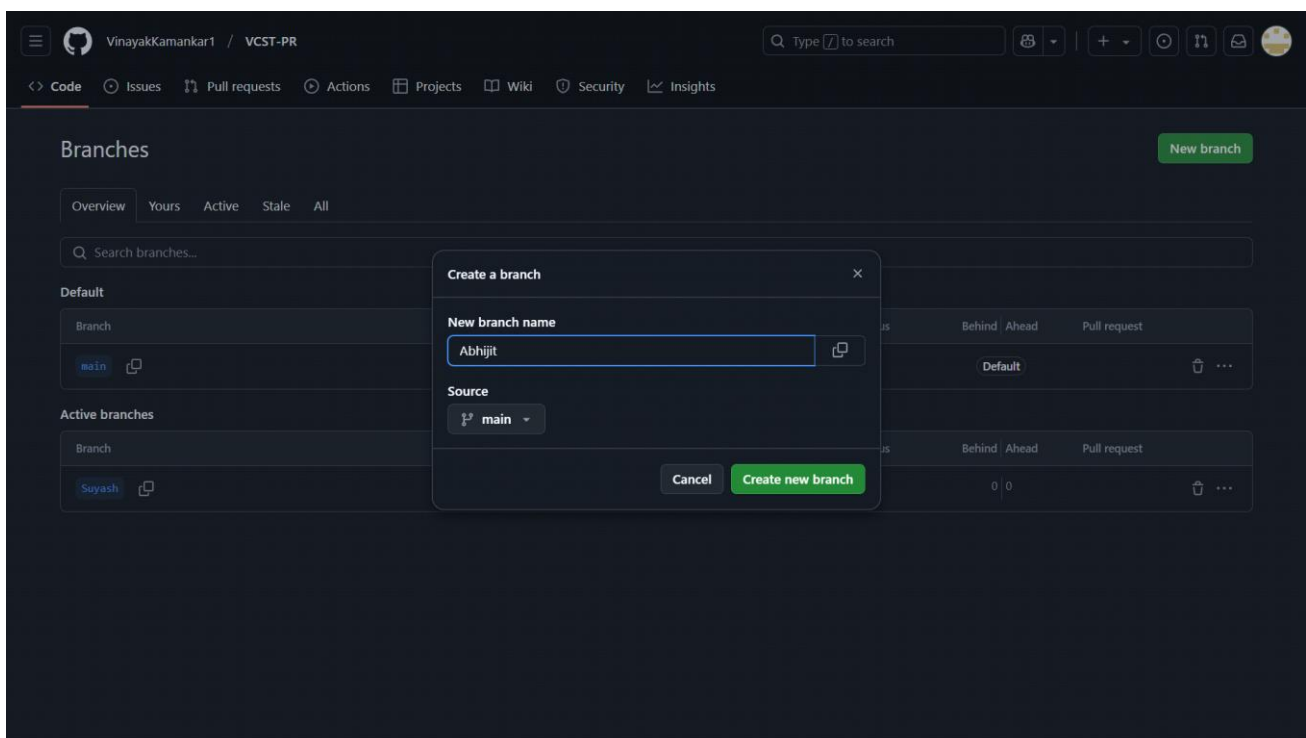 VinayakKamankar1 / VCST-PR
Type / to search
Code Issues Pull requests Actions Projects Wiki Security Insights
Branches
New branch
Overview Yours Active Stale All
Search branches...
Default
Branch
us Behind Ahead Pull request
main
Default
Active branches
Branch
us Behind Ahead Pull request
Suyash
0 0
Create a branch
New branch name
Abhijit
Source
main
Cancel Create new branch